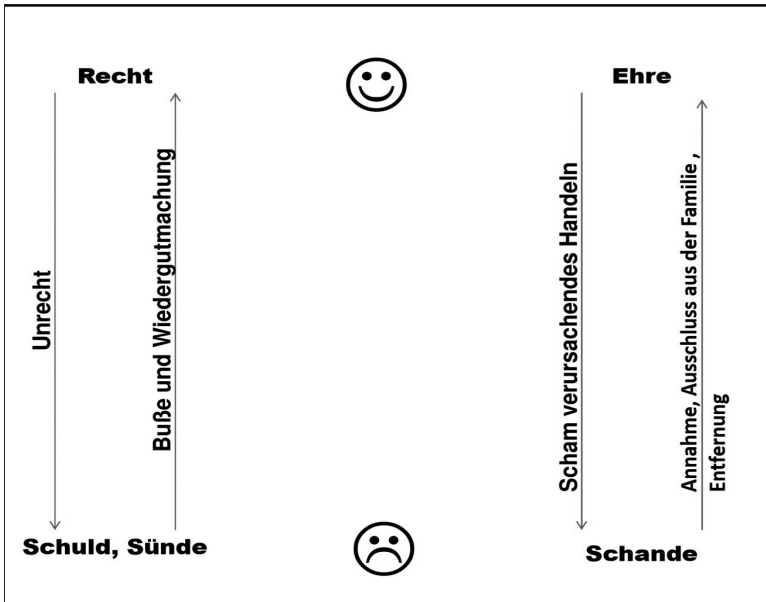 Recht
Ehre
Unrecht
Buße und Wiedergutmachung
Scham verursachendes Handeln
Annahme, Ausschluss aus der Familie ,
Entfernung
Schuld, Sünde
Schande